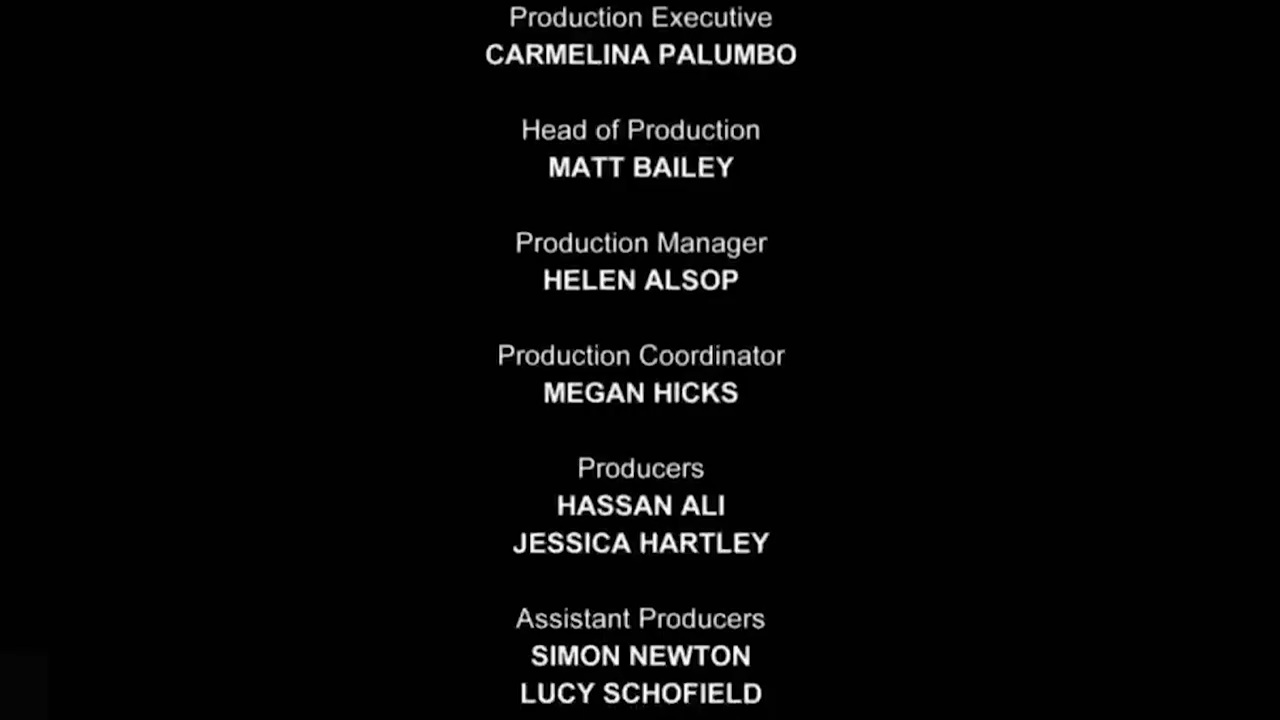 Production Executive
CARMELINA PALUMBO
Head of Production
MATT BAILEY
Production Manager
HELEN ALSOP
Production Coordinator
MEGAN HICKS
Producers
HASSAN ALI
JESSICA HARTLEY
Assistant Producers
SIMON NEWTON
LUCY SCHOFIELD